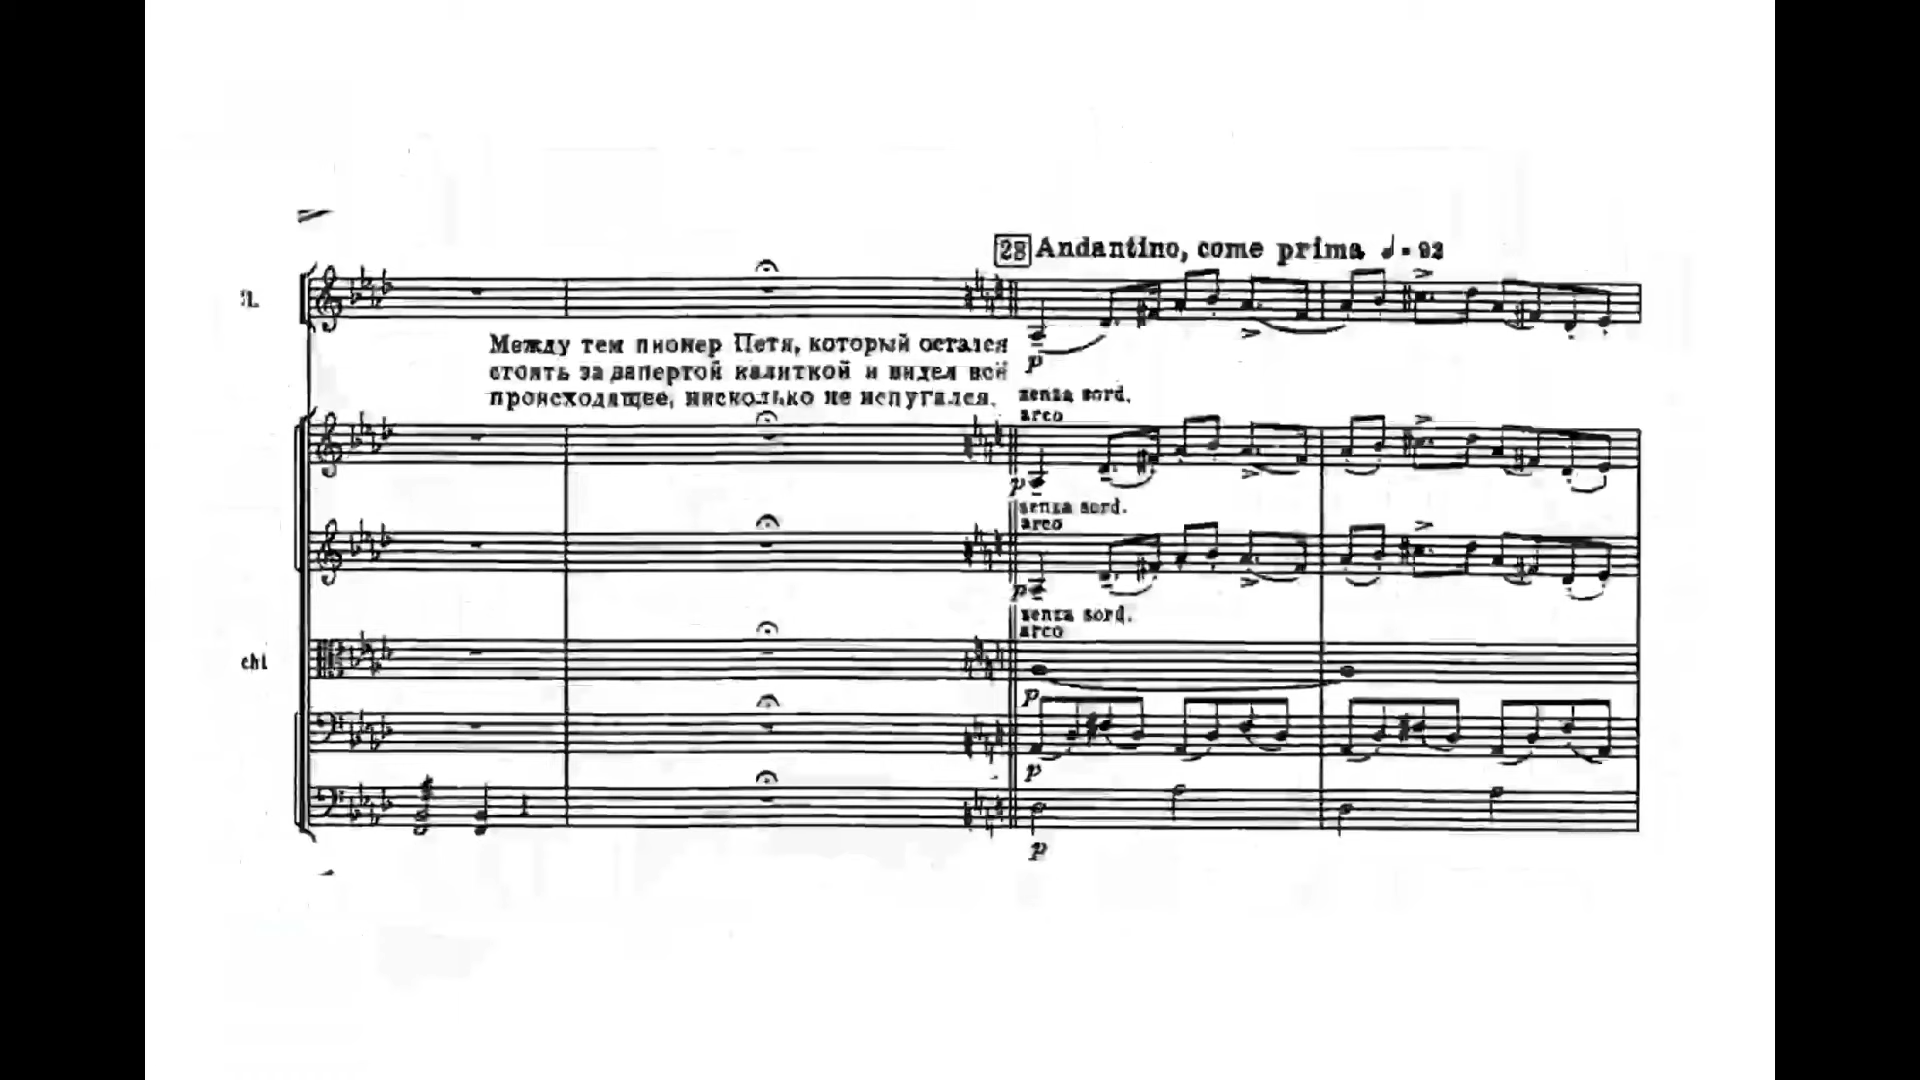 28 Andantino, come prima ♩= 92
Между тем пионер Петя, который остался
стоять за запертой калиткой и видел всё
происходящее, нисколько не испугался.
p
senza sord.
arco
p
senza sord.
arco
p
senza sord.
arco
chi
p
p
p